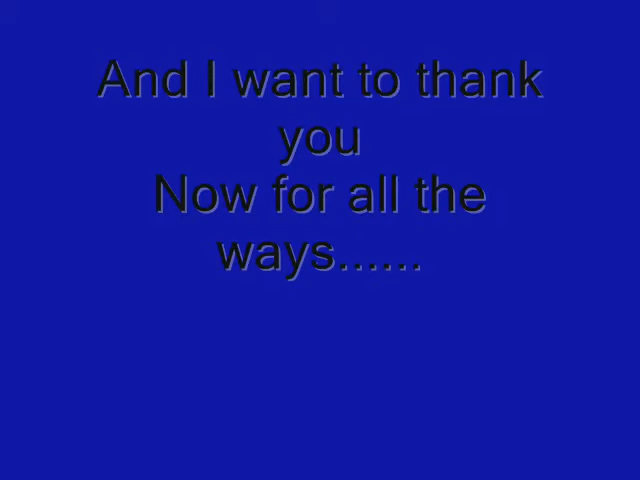 And I want to thank
you
Now for all the
ways......